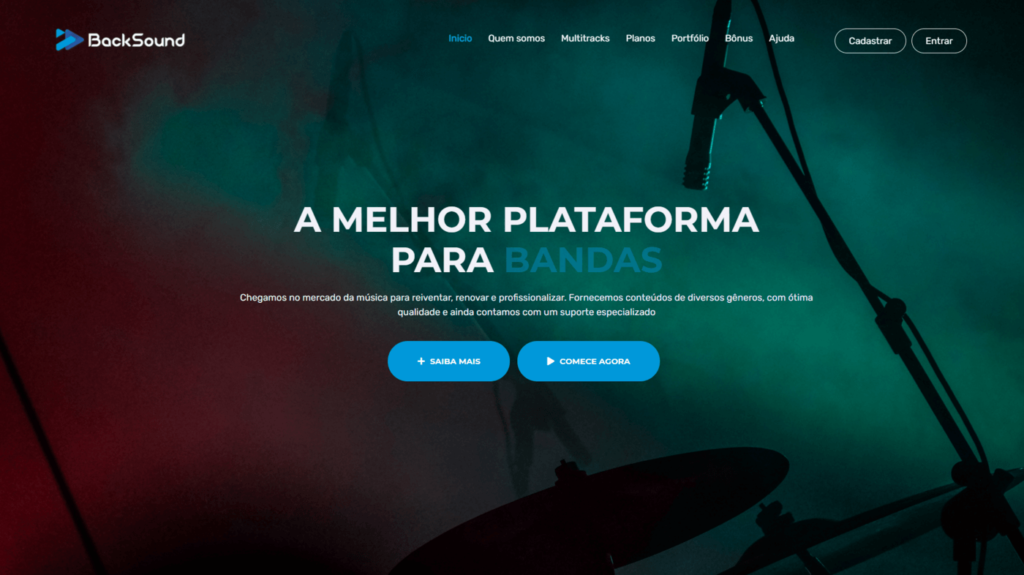 BackSound
Inicio
Quem somos
Multitracks
Planos
Portfólio
Bônus
Ajuda
Cadastrar
Entrar
A MELHOR PLATAFORMA
PARA BANDAS
Chegamos no mercado da música para reiventar, renovar e profissionalizar. Fornecemos conteúdos de diversos gêneros, com ótima
qualidade e ainda contamos com um suporte especializado
SAIBA MAIS
COMECE AGORA